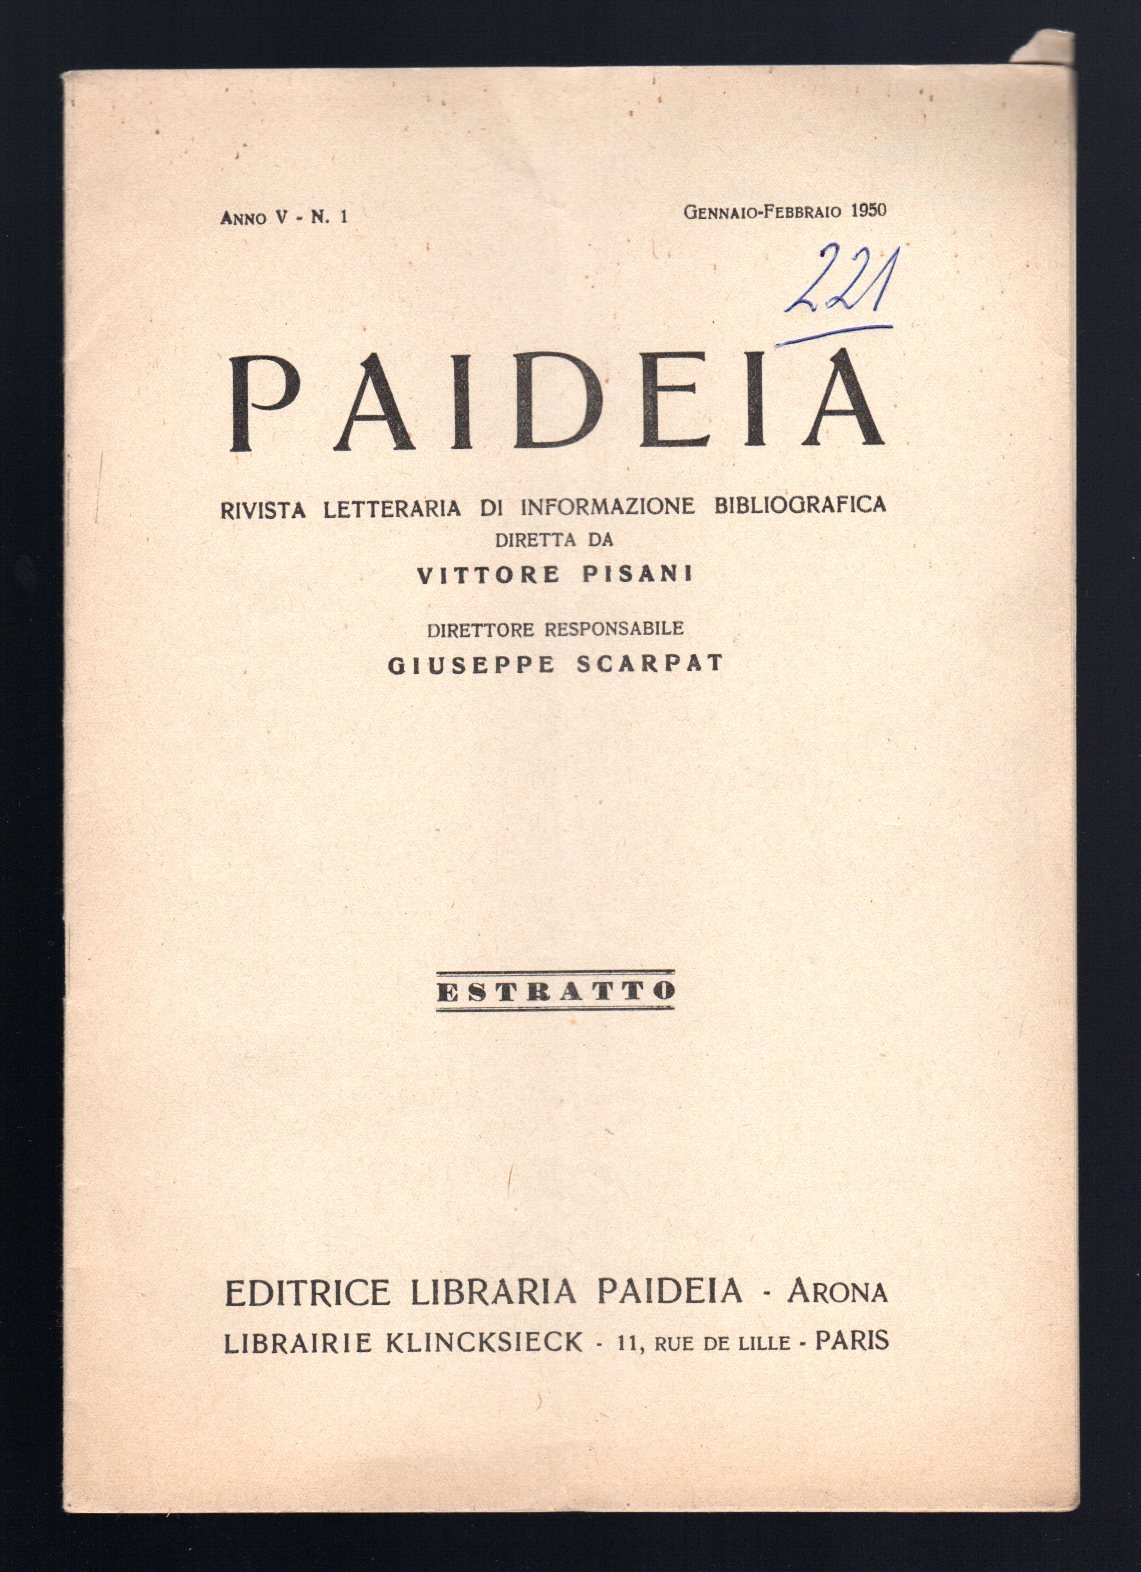 ANNO V - N. 1
GENNAIO-FEBBRAIO 1950
221
PAIDEIA
RIVISTA LETTERARIA DI INFORMAZIONE BIBLIOGRAFICA
DIRETTA DA
VITTORE PISANI
DIRETTORE RESPONSABILE
GIUSEPPE SCARPAT
ESTRATTO
EDITRICE LIBRARIA PAIDEIA - ARONA
LIBRAIRIE KLINCKSIECK - 11, RUE DE LILLE - PARIS